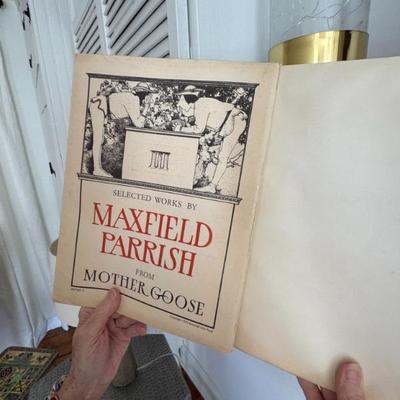 SELECTED WORKS BY
MAXFIELD
PARRISH
FROM
MOTHER GOOSE